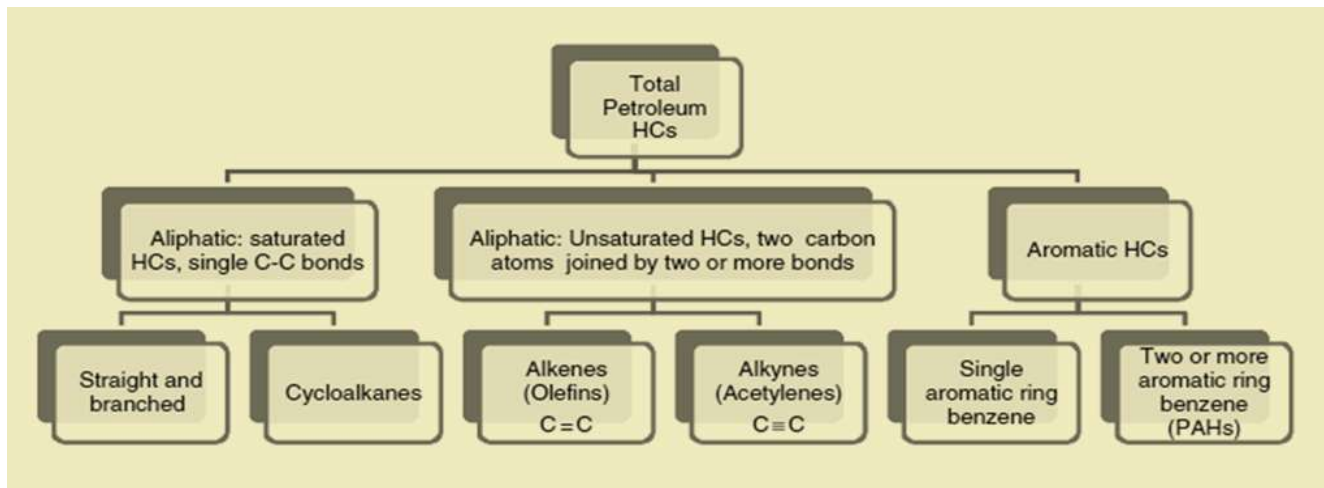 Total
Petroleum
HCs
Aliphatic: saturated
HCs, single C-C bonds
Aliphatic: Unsaturated HCs, two carbon
atoms joined by two or more bonds
Aromatic HCs
Straight and
branched
Cycloalkanes
Alkenes
(Olefins)
C=C
Alkynes
(Acetylenes)
C≡C
Single
aromatic ring
benzene
Two or more
aromatic ring
benzene
(PAHs)